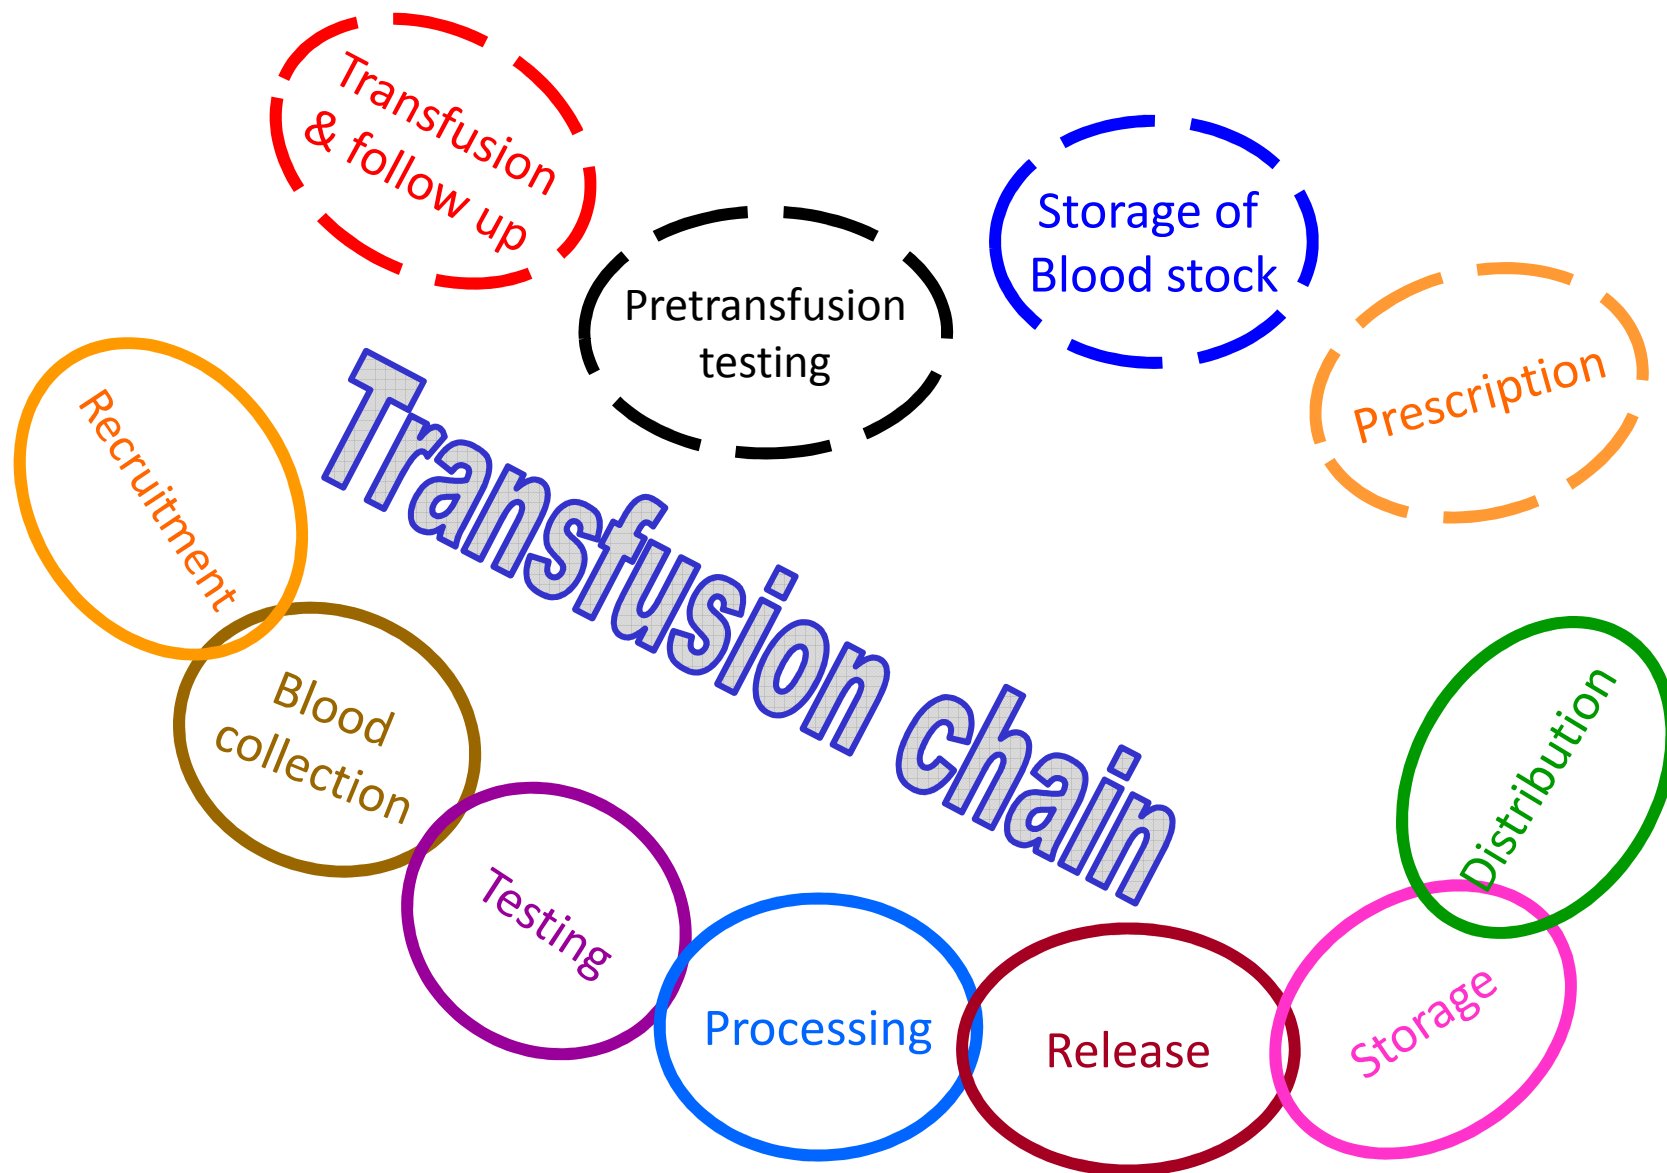 Transfusion
& follow up
Pretransfusion
testing
Storage of
Blood stock
Prescription
Transfusion chain
Recruitment
Blood
collection
Testing
Processing
Release
Storage
Distribution